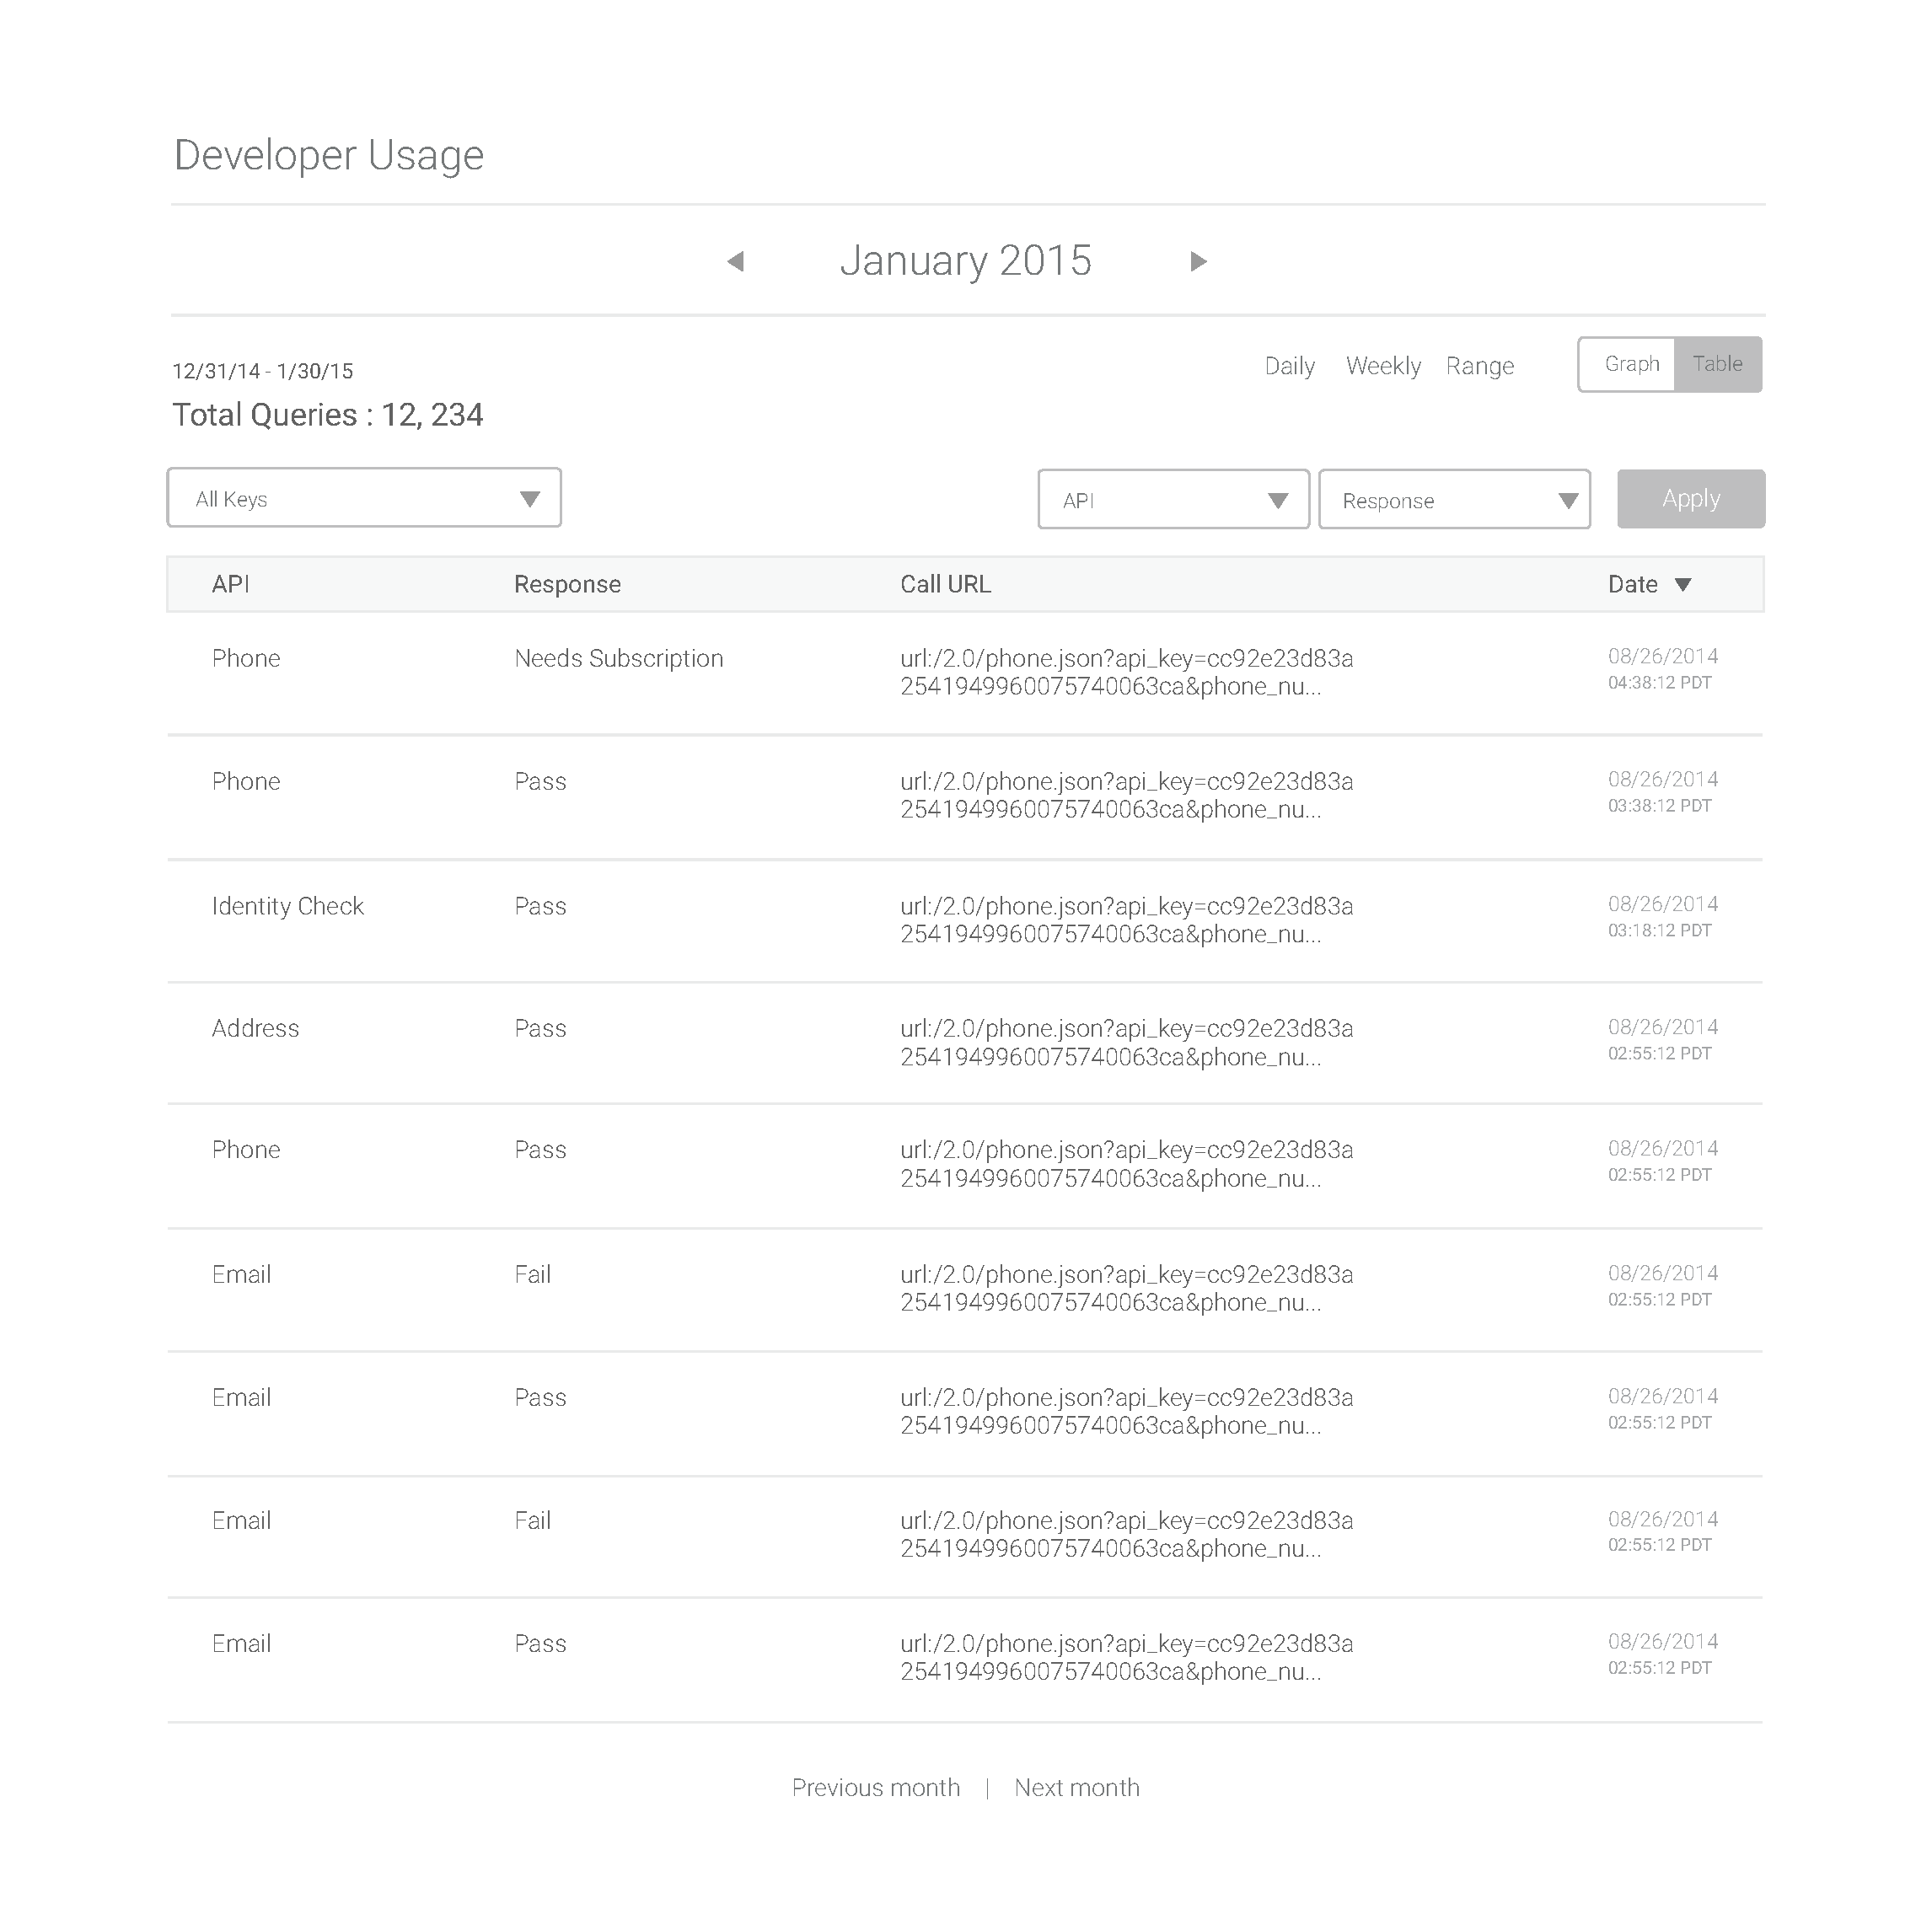 Developer Usage
January 2015
12/31/14 - 1/30/15
Daily Weekly Range Graph Table
Total Queries : 12, 234
All Keys API Response Apply
API Response Call URL Date
Phone Needs Subscription url:/2.0/phone.json?api_key=cc92e23d83a 08/26/2014
2541949960075740063ca&phone_nu... 04:38:12 PDT
Phone Pass url:/2.0/phone.json?api_key=cc92e23d83a 08/26/2014
2541949960075740063ca&phone_nu... 03:38:12 PDT
Identity Check Pass url:/2.0/phone.json?api_key=cc92e23d83a 08/26/2014
2541949960075740063ca&phone_nu... 03:18:12 PDT
Address Pass url:/2.0/phone.json?api_key=cc92e23d83a 08/26/2014
2541949960075740063ca&phone_nu... 02:55:12 PDT
Phone Pass url:/2.0/phone.json?api_key=cc92e23d83a 08/26/2014
2541949960075740063ca&phone_nu... 02:55:12 PDT
Email Fail url:/2.0/phone.json?api_key=cc92e23d83a 08/26/2014
2541949960075740063ca&phone_nu... 02:55:12 PDT
Email Pass url:/2.0/phone.json?api_key=cc92e23d83a 08/26/2014
2541949960075740063ca&phone_nu... 02:55:12 PDT
Email Fail url:/2.0/phone.json?api_key=cc92e23d83a 08/26/2014
2541949960075740063ca&phone_nu... 02:55:12 PDT
Email Pass url:/2.0/phone.json?api_key=cc92e23d83a 08/26/2014
2541949960075740063ca&phone_nu... 02:55:12 PDT
Previous month | Next month